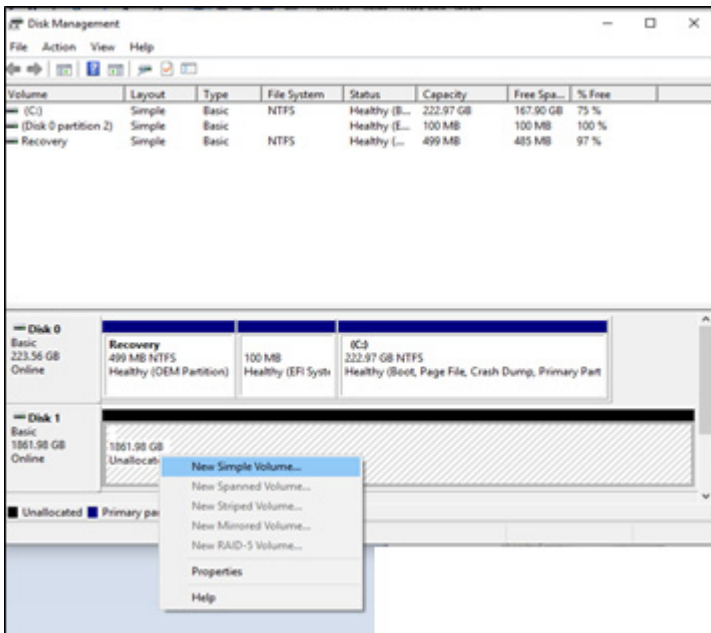 Disk Management
File Action View Help
Volume Layout Type File System Status Capacity Free Spa... % Free
(C:) Simple Basic NTFS Healthy (B... 222.97 GB 167.90 GB 75 %
(Disk 0 partition 2) Simple Basic Healthy (E... 100 MB 100 MB 100 %
Recovery Simple Basic NTFS Healthy (... 499 MB 485 MB 97 %
Disk 0
Basic
223.56 GB
Online
Recovery
499 MB NTFS
Healthy (OEM Partition)
100 MB
Healthy (EFI Syste
(C:)
222.97 GB NTFS
Healthy (Boot, Page File, Crash Dump, Primary Part
Disk 1
Basic
1861.98 GB
Online
1861.98 GB
Unallocat
New Simple Volume...
New Spanned Volume...
New Striped Volume...
New Mirrored Volume...
New RAID-5 Volume...
Properties
Help
Unallocated Primary pa